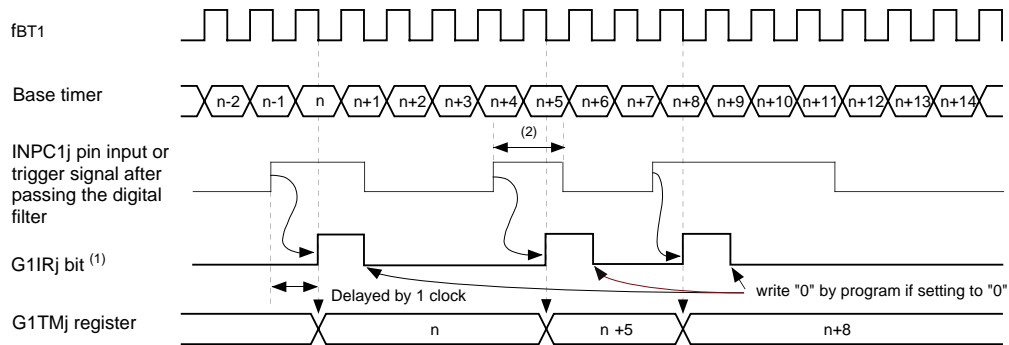 fBT1
Base timer
n-2 n-1 n n+1 n+2 n+3 n+4 n+5 n+6 n+7 n+8 n+9 n+10 n+11 n+12 n+13 n+14
(2)
INPC1j pin input or
trigger signal after
passing the digital
filter
G1IRj bit (1)
Delayed by 1 clock
write "0" by program if setting to "0"
G1TMj register
n n +5 n+8